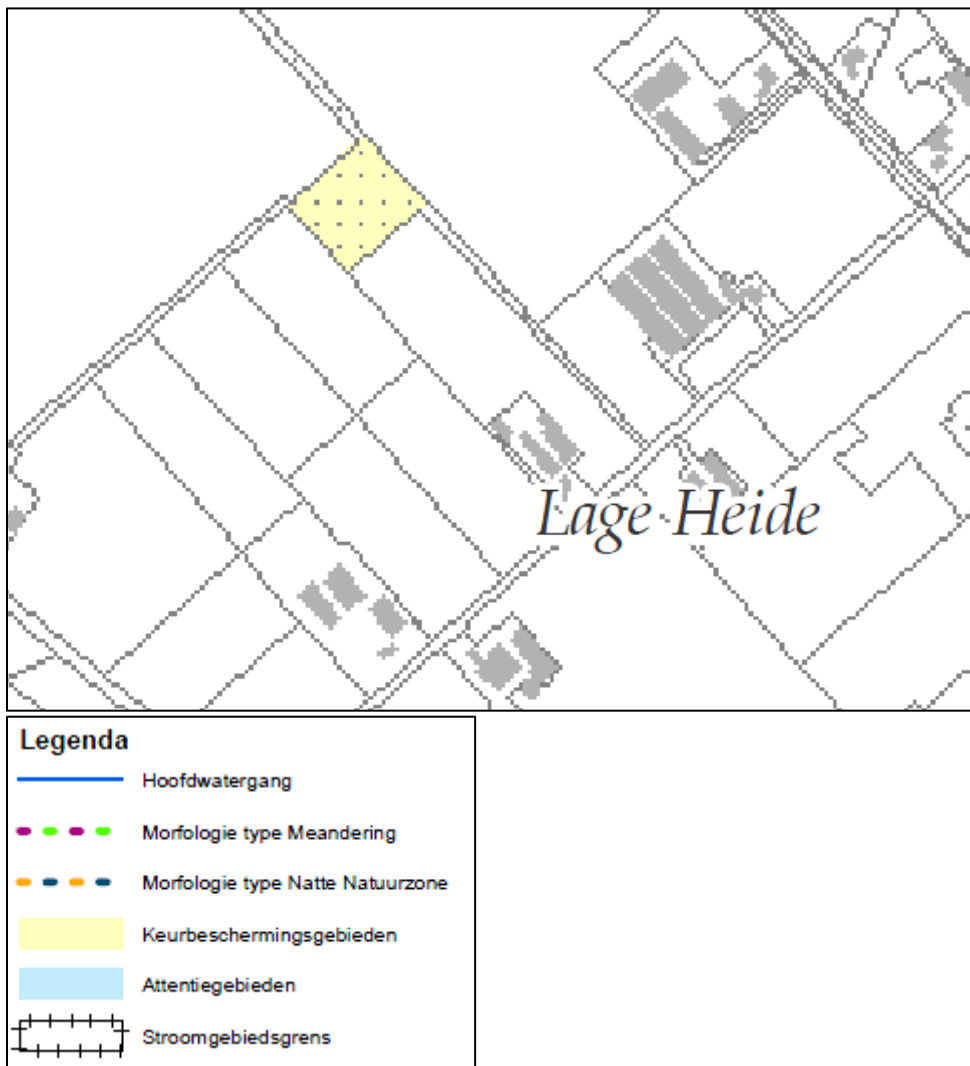 Lage Heide
Legenda
Hoofdwatergang
Morfologie type Meandering
Morfologie type Natte Natuurzone
Keurbeschermingsgebieden
Attentiegebieden
Stroomgebiedsgrens